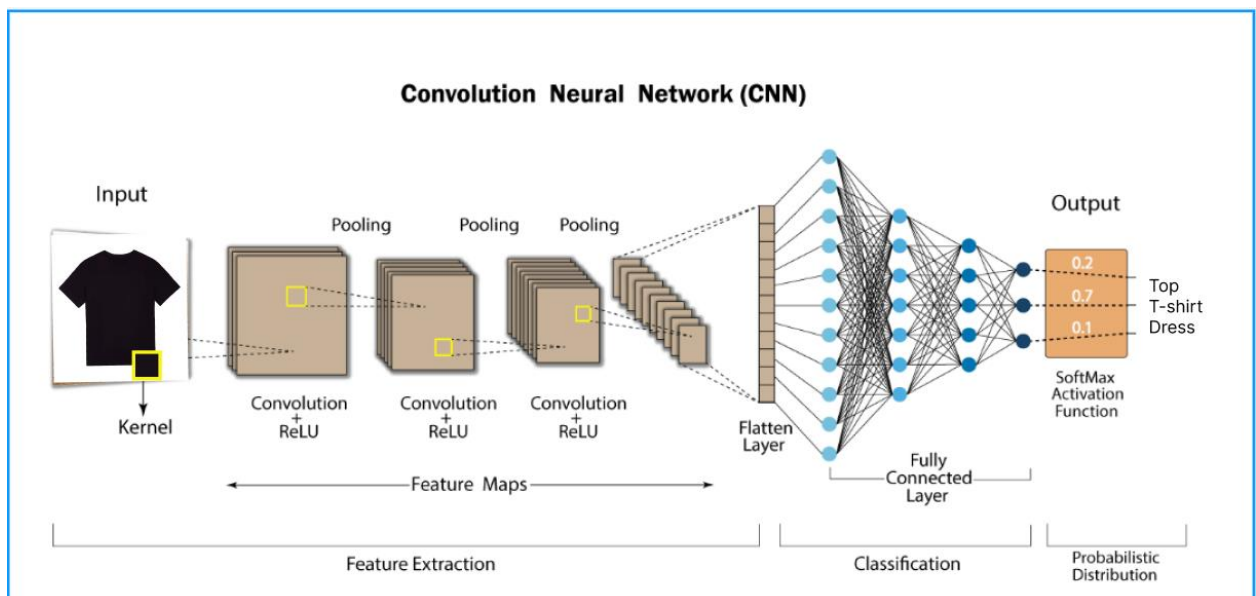 Convolution Neural Network (CNN)
Input
Pooling
Pooling
Pooling
Output
0.2
Top
0.7
T-shirt
0.1
Dress
Kernel
Convolution
+
ReLU
Convolution
+
ReLU
Convolution
+
ReLU
Flatten
Layer
SoftMax
Activation
Function
Fully
Connected
Layer
Feature Maps
Feature Extraction
Classification
Probabilistic
Distribution